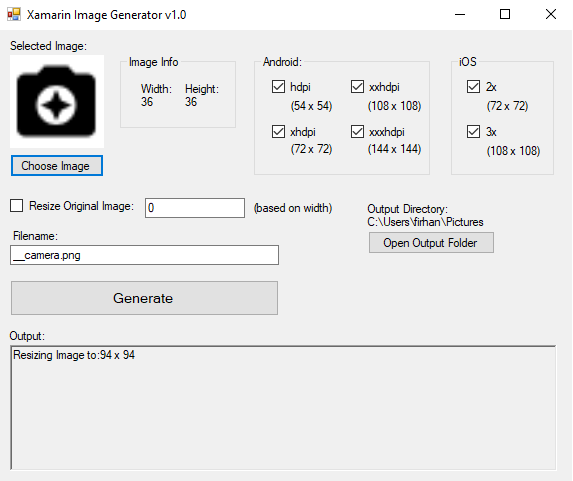 Xamarin Image Generator v1.0
Selected Image:
Choose Image
Image Info
Width: Height:
36 36
Android:
hdpi xxhdpi
(54 x 54) (108 x 108)
xhdpi xxxhdpi
(72 x 72) (144 x 144)
iOS
2x
(72 x 72)
3x
(108 x 108)
Resize Original Image: 0 (based on width)
Output Directory:
C:\Users\firhan\Pictures
Open Output Folder
Filename:
__camera.png
Generate
Output:
Resizing Image to:94 x 94